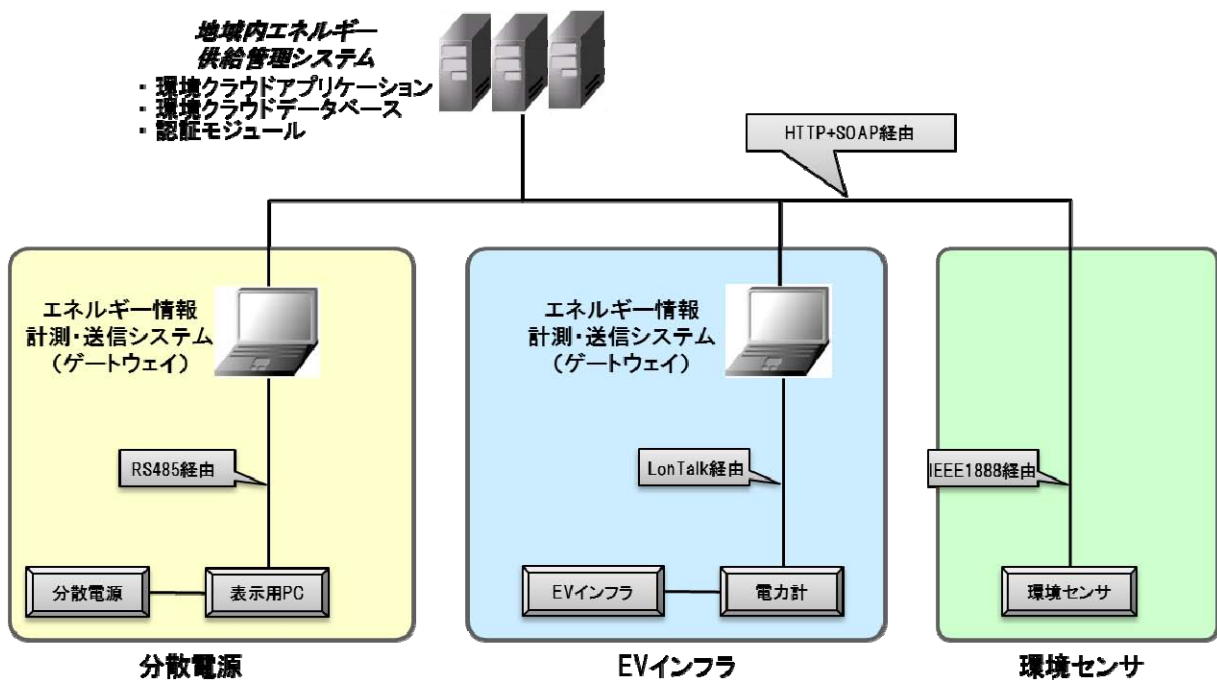 地域内エネルギー
供給管理システム
・環境クラウドアプリケーション
・環境クラウドデータベース
・認証モジュール
HTTP+SOAP経由
エネルギー情報
計測・送信システム
（ゲートウェイ）
RS485経由
分散電源
表示用PC
分散電源
エネルギー情報
計測・送信システム
（ゲートウェイ）
LonTalk経由
EVインフラ
電力計
EVインフラ
IEEE1888経由
環境センサ
環境センサ